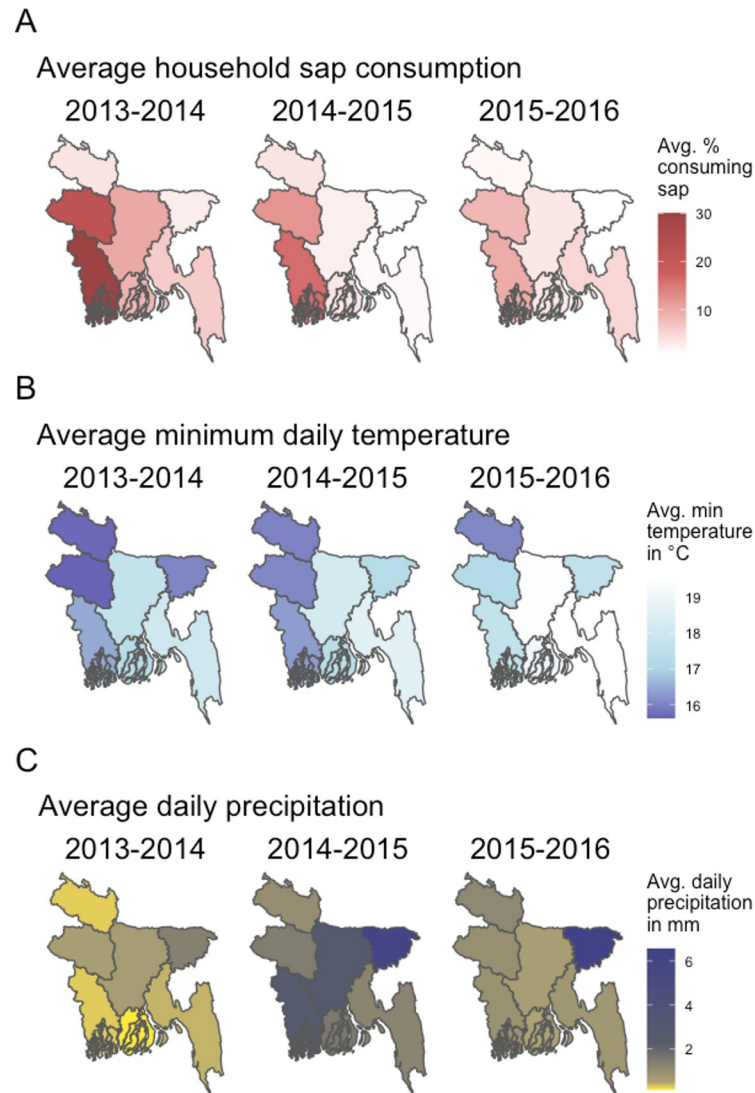 A
Average household sap consumption
2013-2014 2014-2015 2015-2016
Avg. %
consuming
sap
30
20
10
B
Average minimum daily temperature
2013-2014 2014-2015 2015-2016
Avg. min
temperature
in °C
19
18
17
16
C
Average daily precipitation
2013-2014 2014-2015 2015-2016
Avg. daily
precipitation
in mm
6
4
2